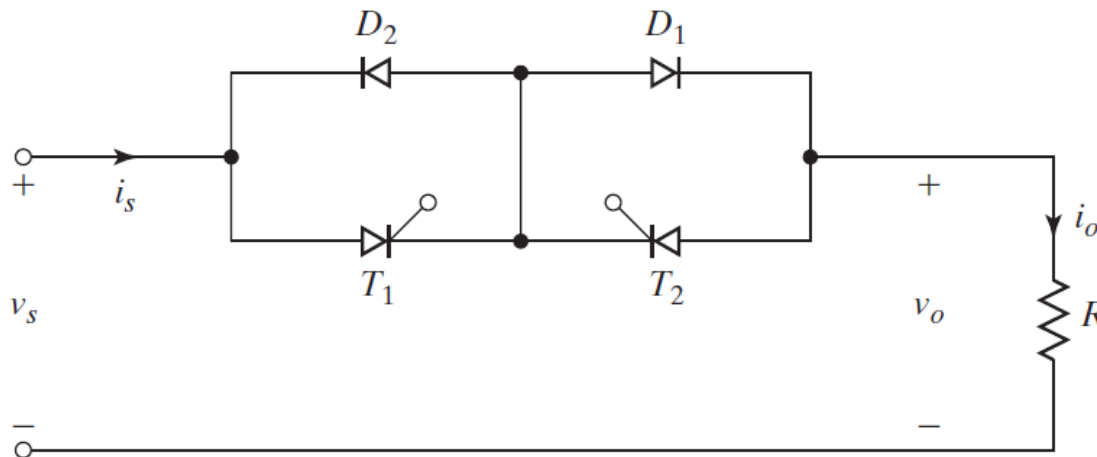 D₂ D₁
+ iₛ + iₒ
T₁ T₂
vₛ vₒ R
− −